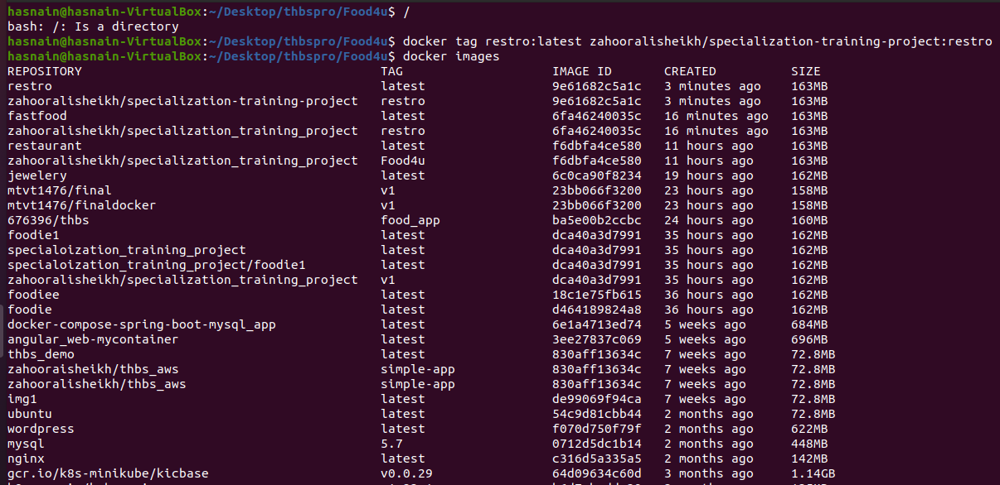 hasnain@hasnain-VirtualBox:~/Desktop/thbspro/Food4u$ /
bash: /: Is a directory
hasnain@hasnain-VirtualBox:~/Desktop/thbspro/Food4u$ docker tag restro:latest zahooralisheikh/specialization-training-project:restro
hasnain@hasnain-VirtualBox:~/Desktop/thbspro/Food4u$ docker images
REPOSITORY TAG IMAGE ID CREATED SIZE
restro latest 9e61682c5a1c 3 minutes ago 163MB
zahooralisheikh/specialization-training-project restro 9e61682c5a1c 3 minutes ago 163MB
fastfood latest 6fa46240035c 16 minutes ago 163MB
zahooralisheikh/specialization_training_project restro 6fa46240035c 16 minutes ago 163MB
restaurant latest f6dbfa4ce580 11 hours ago 163MB
zahooralisheikh/specialization_training_project Food4u f6dbfa4ce580 11 hours ago 163MB
jewelery latest 6c0ca90f8234 19 hours ago 162MB
mtvt1476/final v1 23bb066f3200 23 hours ago 158MB
mtvt1476/finaldocker v1 23bb066f3200 23 hours ago 158MB
676396/thbs food_app ba5e00b2ccbc 24 hours ago 160MB
foodie1 latest dca40a3d7991 35 hours ago 162MB
specialoization_training_project latest dca40a3d7991 35 hours ago 162MB
specialoization_training_project/foodie1 latest dca40a3d7991 35 hours ago 162MB
zahooralisheikh/specialization_training_project v1 dca40a3d7991 35 hours ago 162MB
foodiee latest 18c1e75fb615 36 hours ago 162MB
foodie latest d464189824a8 36 hours ago 162MB
docker-compose-spring-boot-mysql_app latest 6e1a4713ed74 5 weeks ago 684MB
angular_web-mycontainer latest 3ee27837c069 5 weeks ago 696MB
thbs_demo latest 830aff13634c 7 weeks ago 72.8MB
zahooraisheikh/thbs_aws simple-app 830aff13634c 7 weeks ago 72.8MB
zahooralisheikh/thbs_aws simple-app 830aff13634c 7 weeks ago 72.8MB
img1 latest de99069f94ca 7 weeks ago 72.8MB
ubuntu latest 54c9d81cbb44 2 months ago 72.8MB
wordpress latest f070d750f79f 2 months ago 622MB
mysql 5.7 0712d5dc1b14 2 months ago 448MB
nginx latest c316d5a335a5 2 months ago 142MB
gcr.io/k8s-minikube/kicbase v0.0.29 64d09634c60d 3 months ago 1.14GB